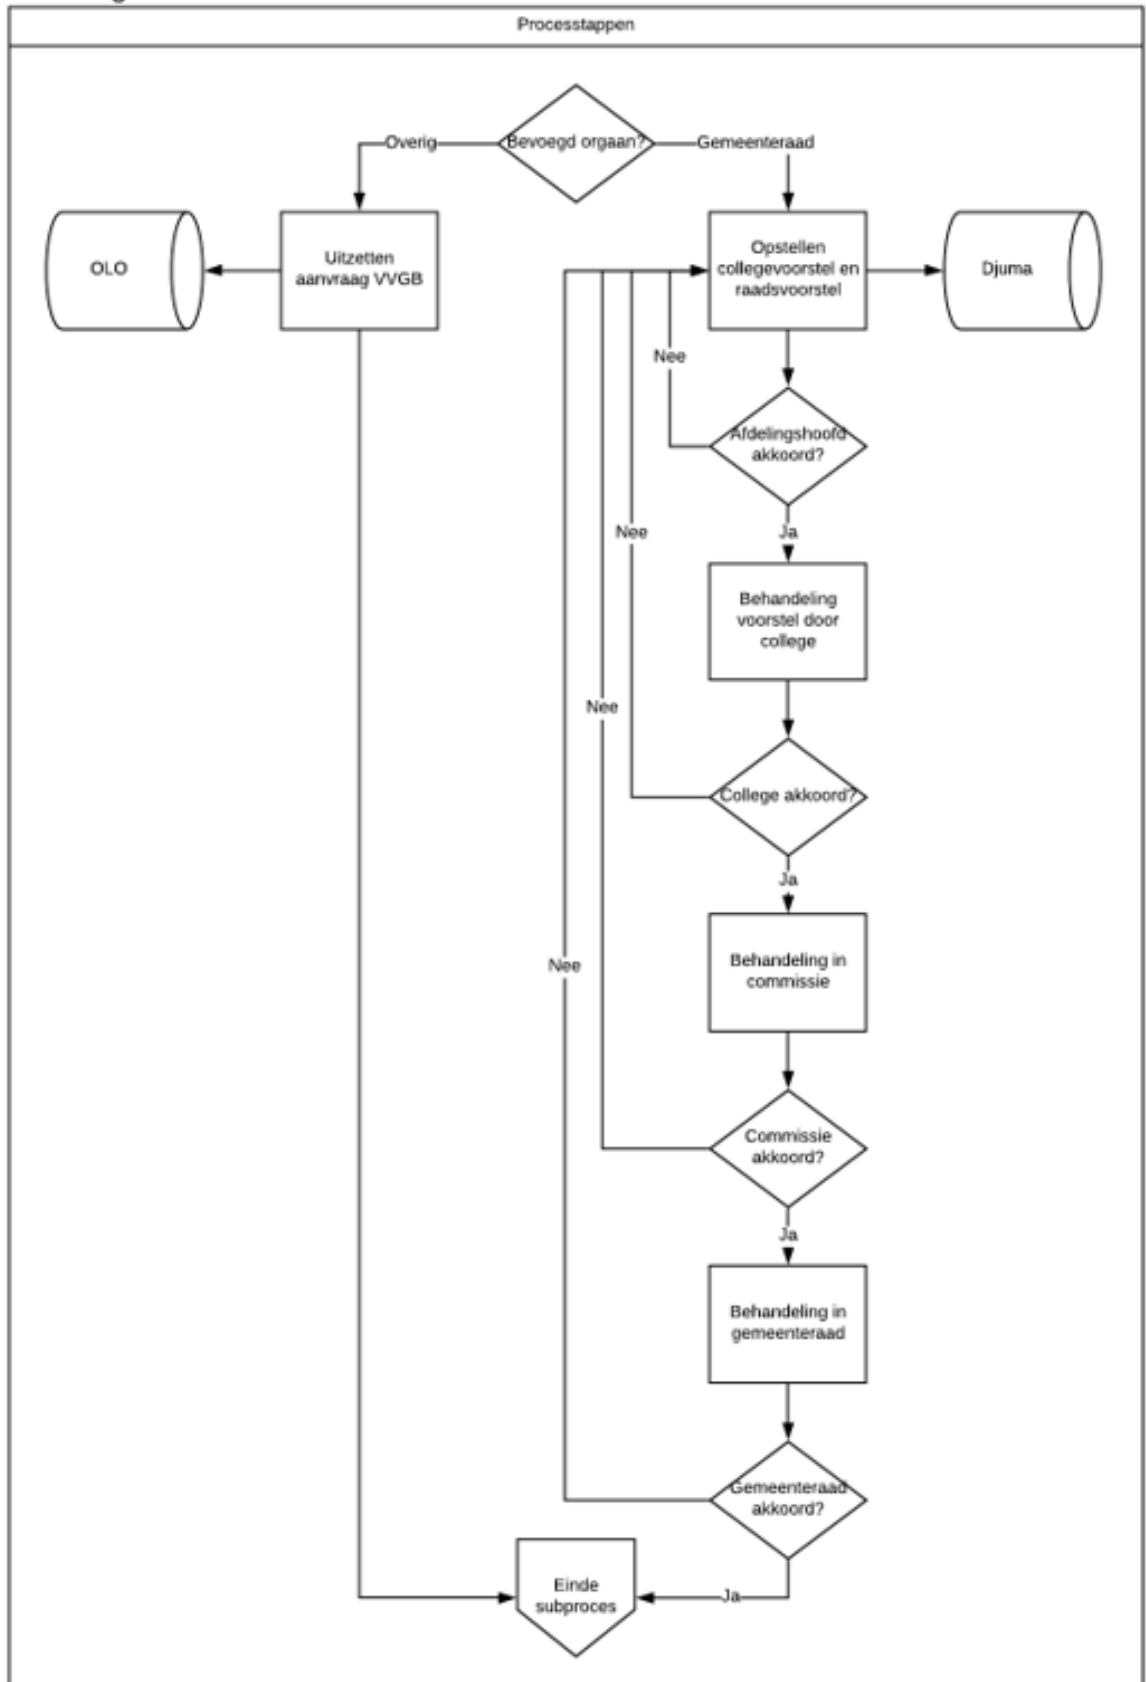 Processtappen
Bevoegd orgaan?
Overig
Gemeenteraad
OLO
Uitzetten
aanvraag VVGB
Opstellen
collegevoorstel en
raadsvoorstel
Djuma
Nee
Afdelingshoofd
akkoord?
Nee
Ja
Behandeling
voorstel door
college
Nee
College akkoord?
Ja
Nee
Behandeling in
commissie
Commissie
akkoord?
Ja
Behandeling in
gemeenteraad
Gemeenteraad
akkoord?
Einde
subproces
Ja